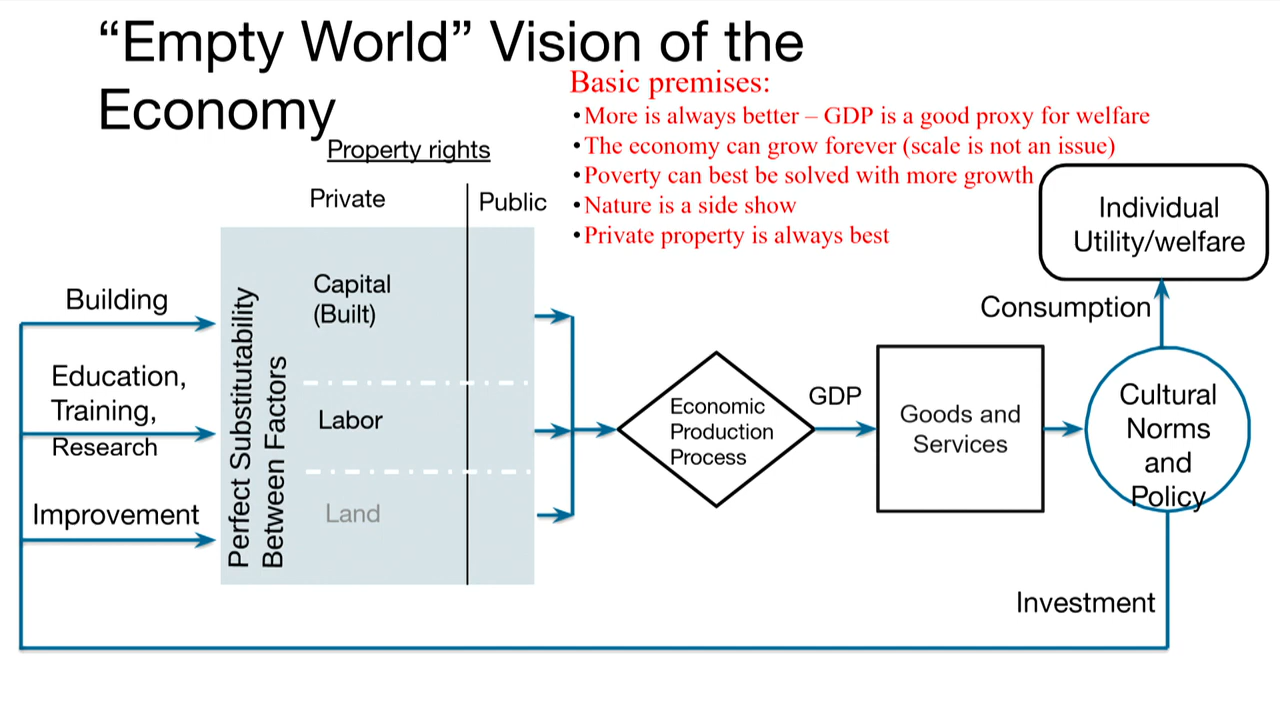 “Empty World” Vision of the
Economy
Basic premises:
•More is always better – GDP is a good proxy for welfare
•The economy can grow forever (scale is not an issue)
•Poverty can best be solved with more growth
•Nature is a side show
•Private property is always best
Property rights
Private
Public
Building
Education,
Training,
Research
Improvement
Perfect Substitutability
Between Factors
Capital
(Built)
Labor
Land
Economic
Production
Process
GDP
Goods and
Services
Cultural
Norms
and
Policy
Consumption
Individual
Utility/welfare
Investment